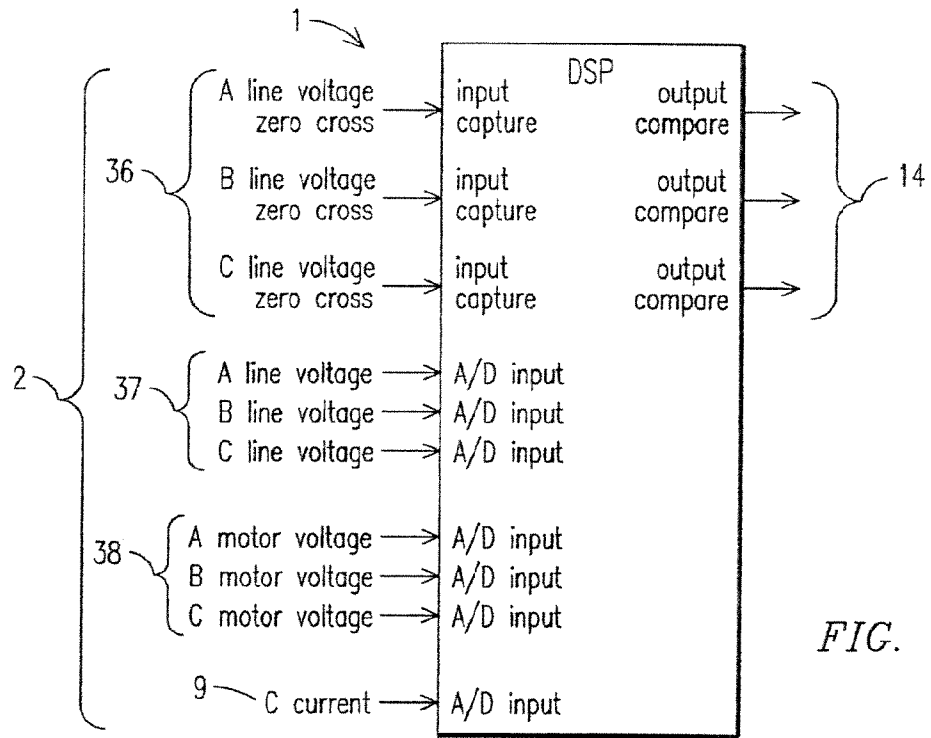 1
DSP
A line voltage
zero cross
input
capture
output
compare
36
B line voltage
zero cross
input
capture
output
compare
14
C line voltage
zero cross
input
capture
output
compare
2
37
A line voltage
A/D input
B line voltage
A/D input
C line voltage
A/D input
38
A motor voltage
A/D input
B motor voltage
A/D input
C motor voltage
A/D input
FIG.
9
C current
A/D input